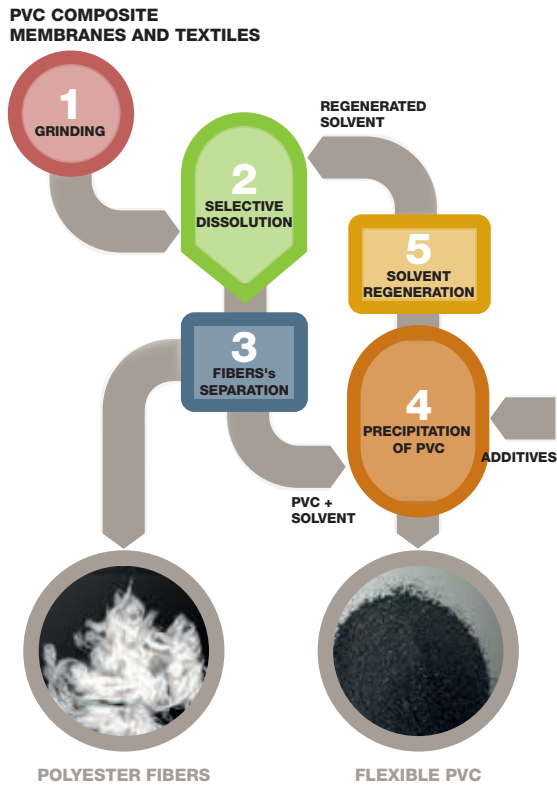 PVC COMPOSITE
MEMBRANES AND TEXTILES
1
GRINDING
REGENERATED
SOLVENT
2
SELECTIVE
DISSOLUTION
5
SOLVENT
REGENERATION
3
FIBERS's
SEPARATION
4
PRECIPITATION
OF PVC
ADDITIVES
PVC +
SOLVENT
POLYESTER FIBERS
FLEXIBLE PVC